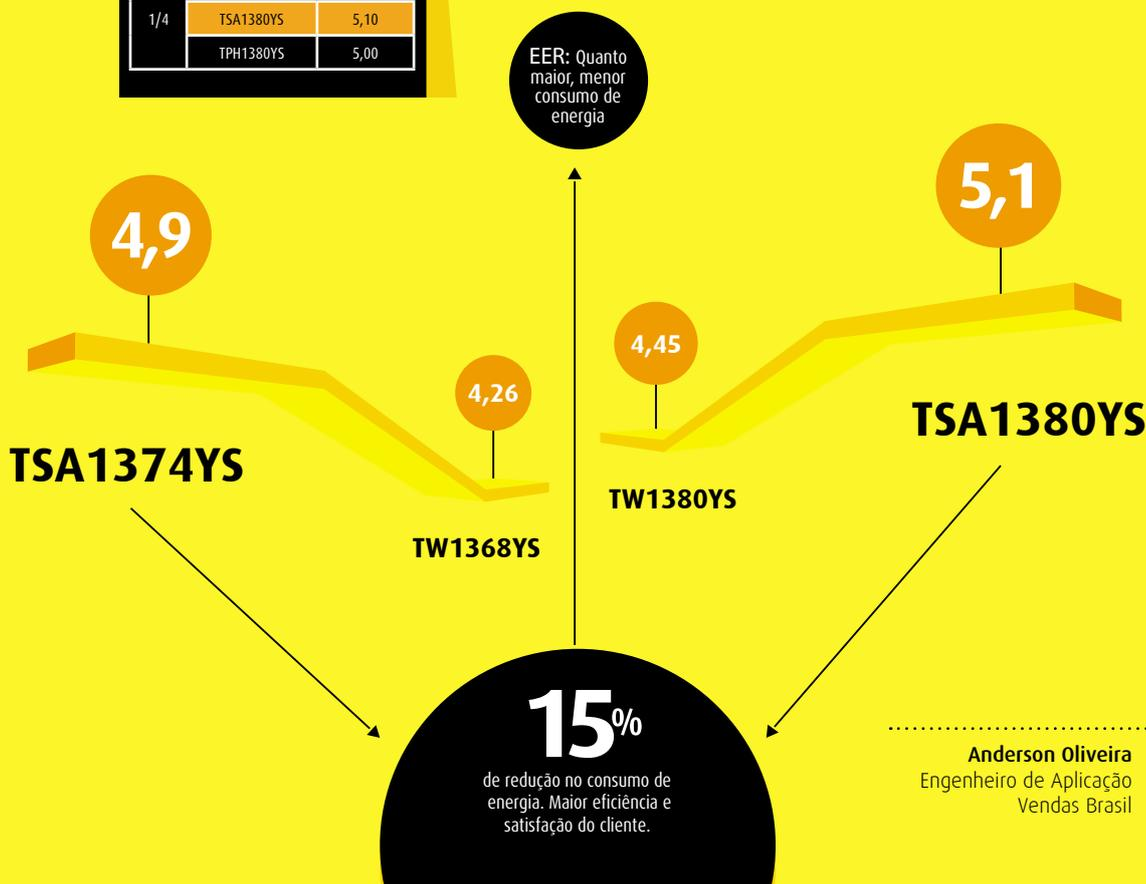 1/4 TSA1380YS 5,10
TPH1380YS 5,00
EER: Quanto
maior, menor
consumo de
energia
4,9
5,1
4,26
4,45
TSA1374YS
TSA1380YS
TW1368YS
TW1380YS
15%
de redução no consumo de
energia. Maior eficiência e
satisfação do cliente.
Anderson Oliveira
Engenheiro de Aplicação
Vendas Brasil